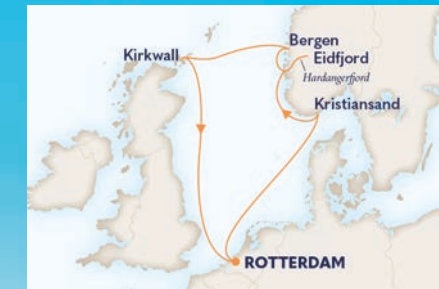 Bergen
Kirkwall
Eidfjord
Hardangerfjord
Kristiansand
ROTTERDAM